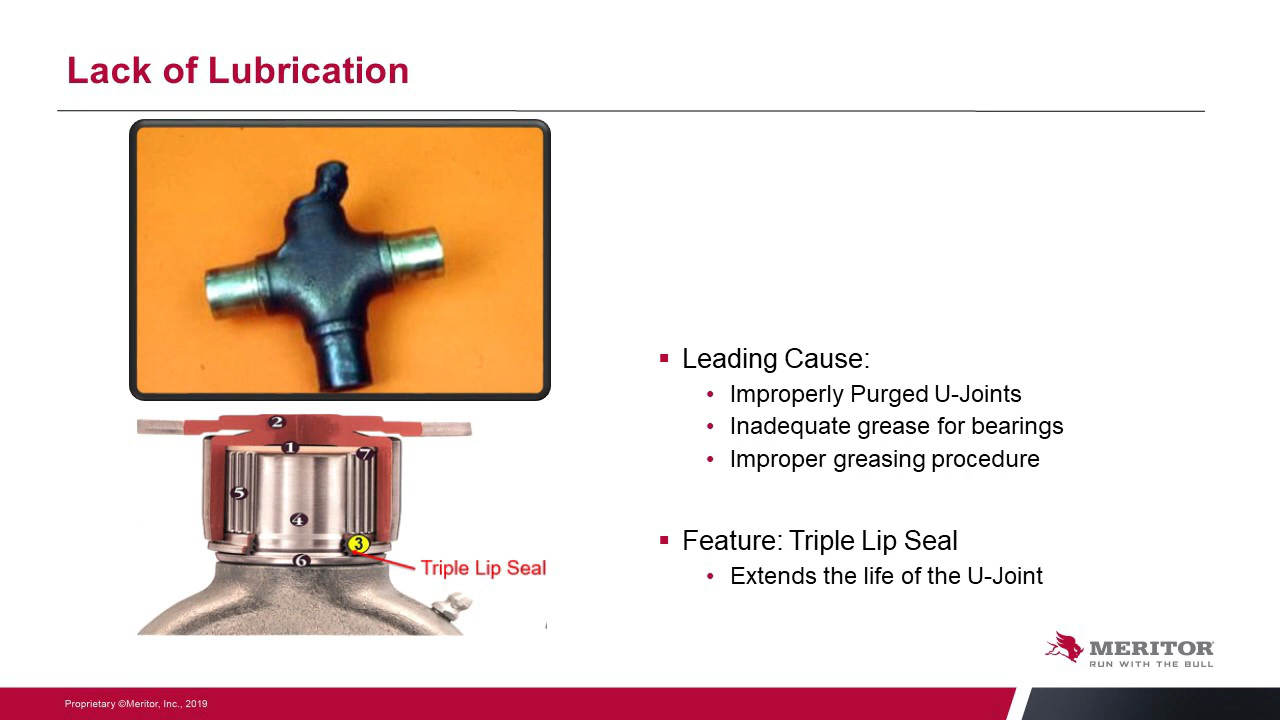 Lack of Lubrication
2
1
7
5
4
3
6
Triple Lip Seal
Leading Cause:
Improperly Purged U-Joints
Inadequate grease for bearings
Improper greasing procedure
Feature: Triple Lip Seal
Extends the life of the U-Joint
MERITOR
RUN WITH THE BULL
Proprietary ©Meritor, Inc., 2019